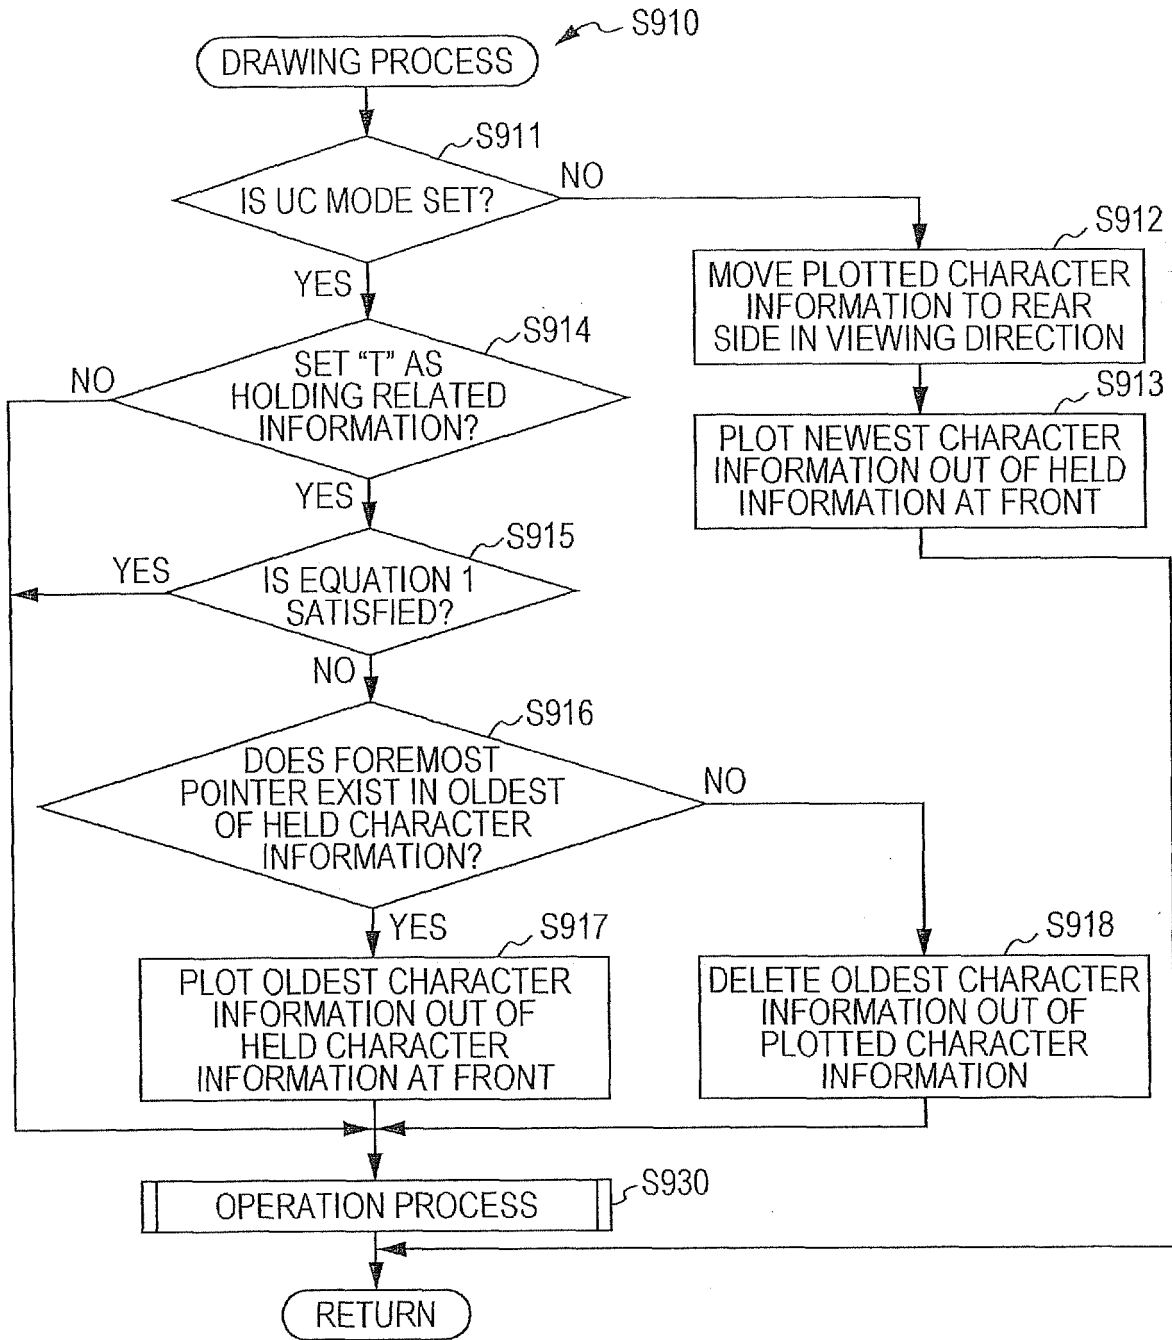 S910
DRAWING PROCESS
S911
IS UC MODE SET?
NO
YES
S912
MOVE PLOTTED CHARACTER
INFORMATION TO REAR
SIDE IN VIEWING DIRECTION
S913
PLOT NEWEST CHARACTER
INFORMATION OUT OF HELD
INFORMATION AT FRONT
S914
SET “T” AS
HOLDING RELATED
INFORMATION?
NO
YES
S915
IS EQUATION 1
SATISFIED?
YES
NO
S916
DOES FOREMOST
POINTER EXIST IN OLDEST
OF HELD CHARACTER
INFORMATION?
NO
YES
S917
PLOT OLDEST CHARACTER
INFORMATION OUT OF
HELD CHARACTER
INFORMATION AT FRONT
S918
DELETE OLDEST CHARACTER
INFORMATION OUT OF
PLOTTED CHARACTER
INFORMATION
OPERATION PROCESS
S930
RETURN